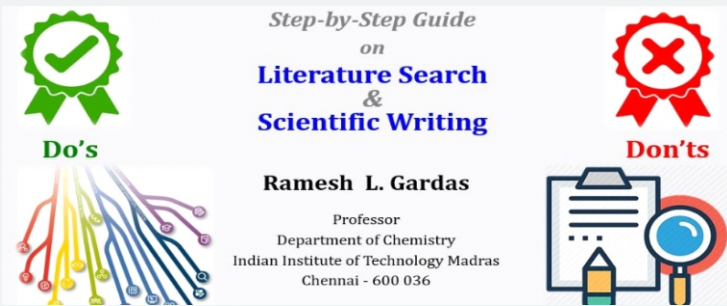 Step-by-Step Guide
on
Literature Search
&
Scientific Writing
Do's
Don'ts
Ramesh L. Gardas
Professor
Department of Chemistry
Indian Institute of Technology Madras
Chennai - 600 036